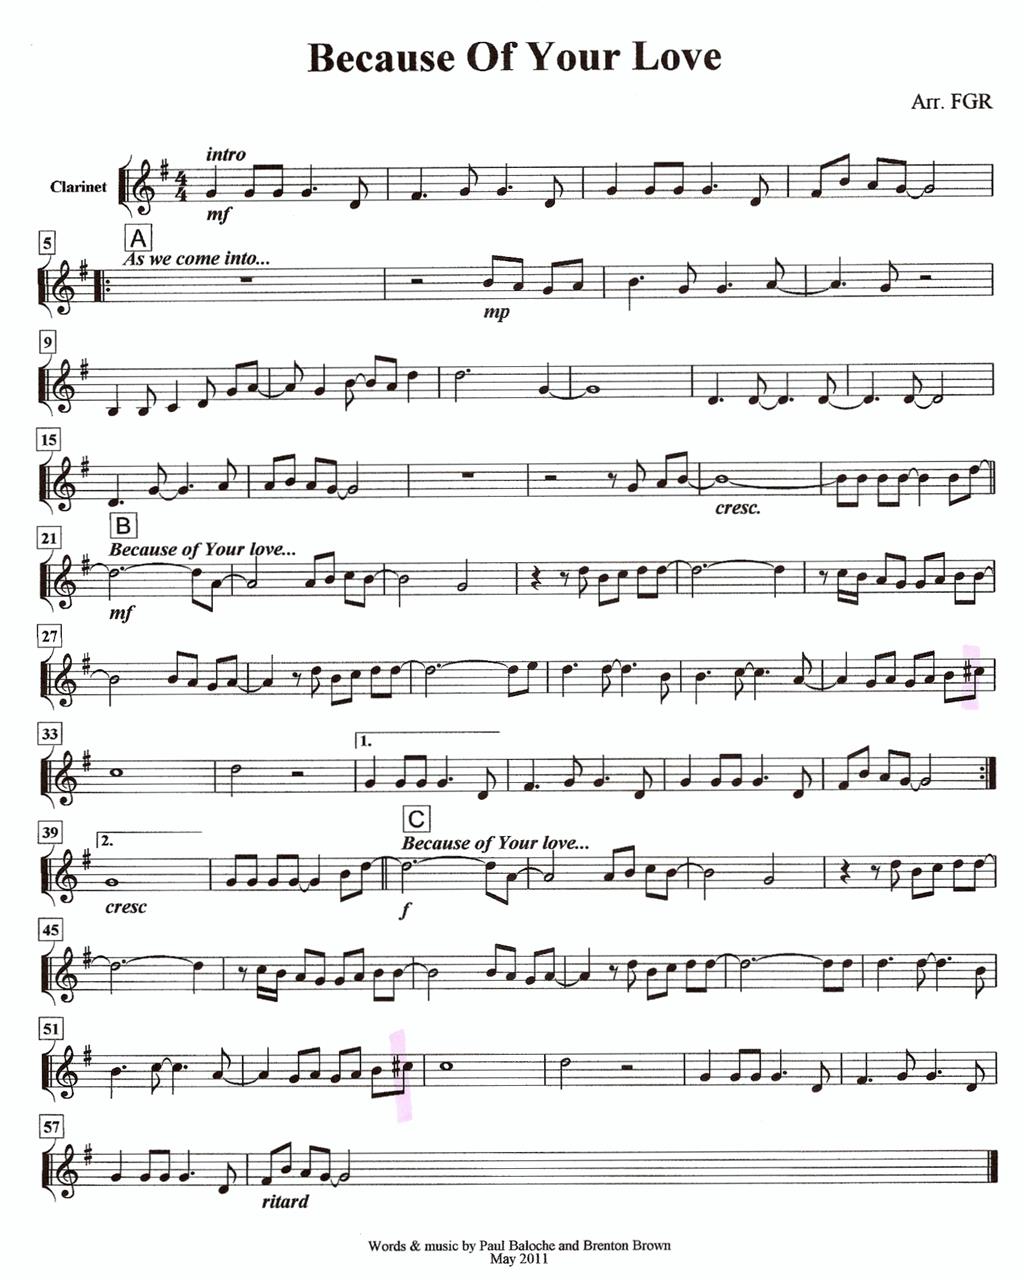 Because Of Your Love
Arr. FGR
intro
Clarinet
4
4
mf
5
A
As we come into...
mp
9
15
cresc.
21
B
Because of Your love...
mf
27
33
1.
39
2.
C
Because of Your love...
cresc
f
45
51
57
ritard
Words & music by Paul Baloche and Brenton Brown
May 2011